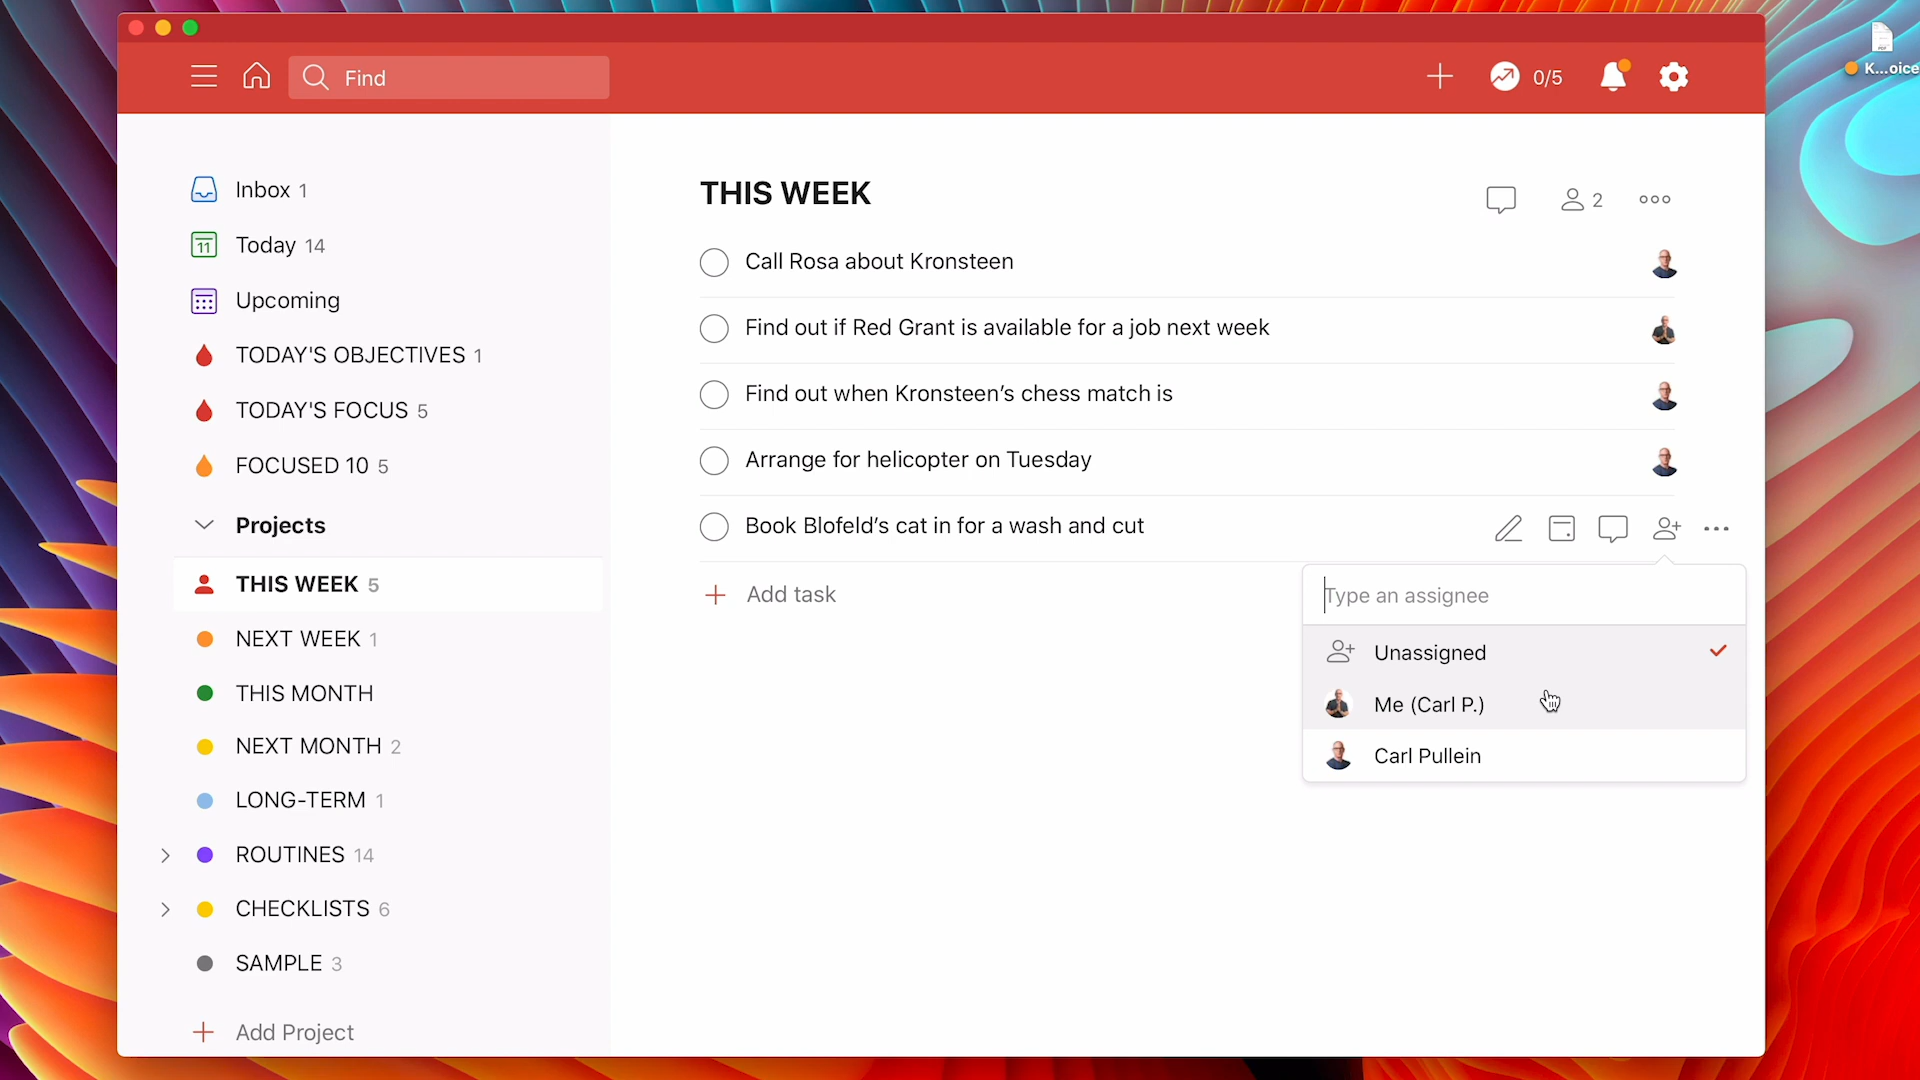 Find
0/5
K...oice
Inbox 1
11 Today 14
Upcoming
TODAY'S OBJECTIVES 1
TODAY'S FOCUS 5
FOCUSED 10 5
Projects
THIS WEEK 5
NEXT WEEK 1
THIS MONTH
NEXT MONTH 2
LONG-TERM 1
ROUTINES 14
CHECKLISTS 6
SAMPLE 3
Add Project
THIS WEEK
2
Call Rosa about Kronsteen
Find out if Red Grant is available for a job next week
Find out when Kronsteen’s chess match is
Arrange for helicopter on Tuesday
Book Blofeld’s cat in for a wash and cut
Add task
Type an assignee
Unassigned
Me (Carl P.)
Carl Pullein